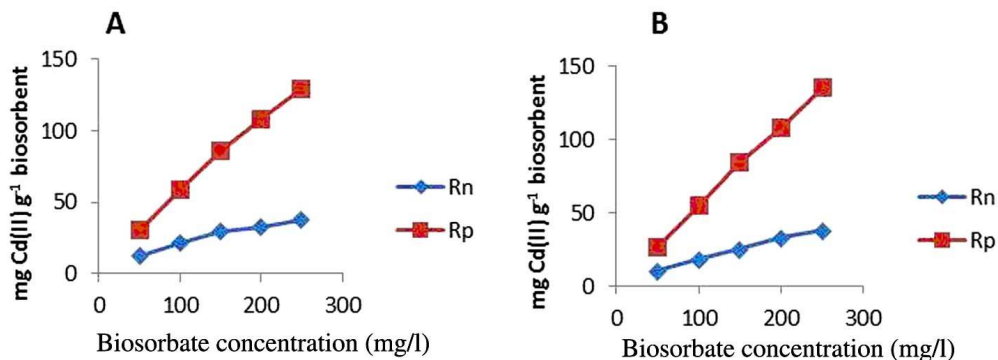 A
mg Cd(II) g-1 biosorbent
150
100
50
0
0 100 200 300
Biosorbate concentration (mg/l)
Rn
Rp
B
mg Cd(II) g-1 biosorbent
150
100
50
0
0 100 200 300
Biosorbate concentration (mg/l)
Rn
Rp